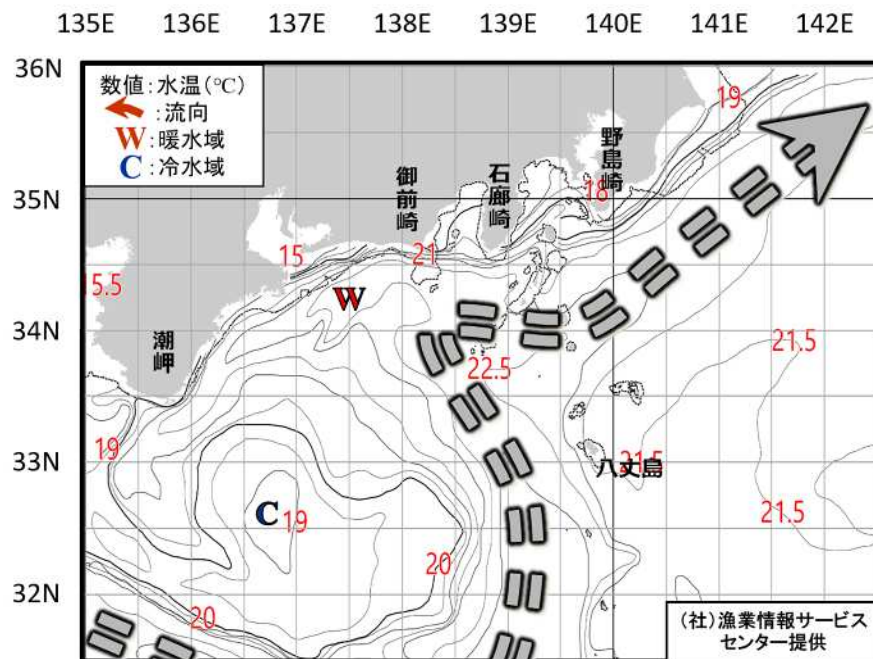 135E 136E 137E 138E 139E 140E 141E 142E
36N
数値:水温(℃)
:流向
W:暖水域
C:冷水域
19
野島崎
石廊崎
御前崎
18
35N
15
21
15.5
W
34N
潮岬
22.5
21.5
19
33N
21.5
八丈島
C
19
21.5
20
32N
20
(社)漁業情報サービス
センター提供